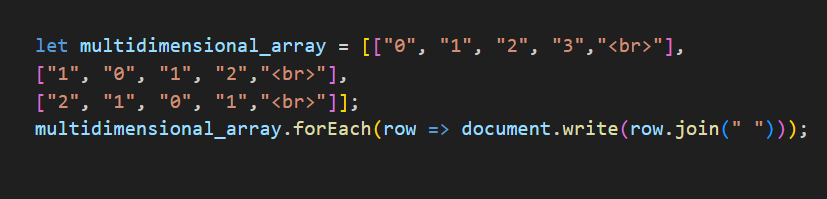 let multidimensional_array = [["0", "1", "2", "3","<br>"],
["1", "0", "1", "2","<br>"],
["2", "1", "0", "1","<br>"]];
multidimensional_array.forEach(row => document.write(row.join(" ")));